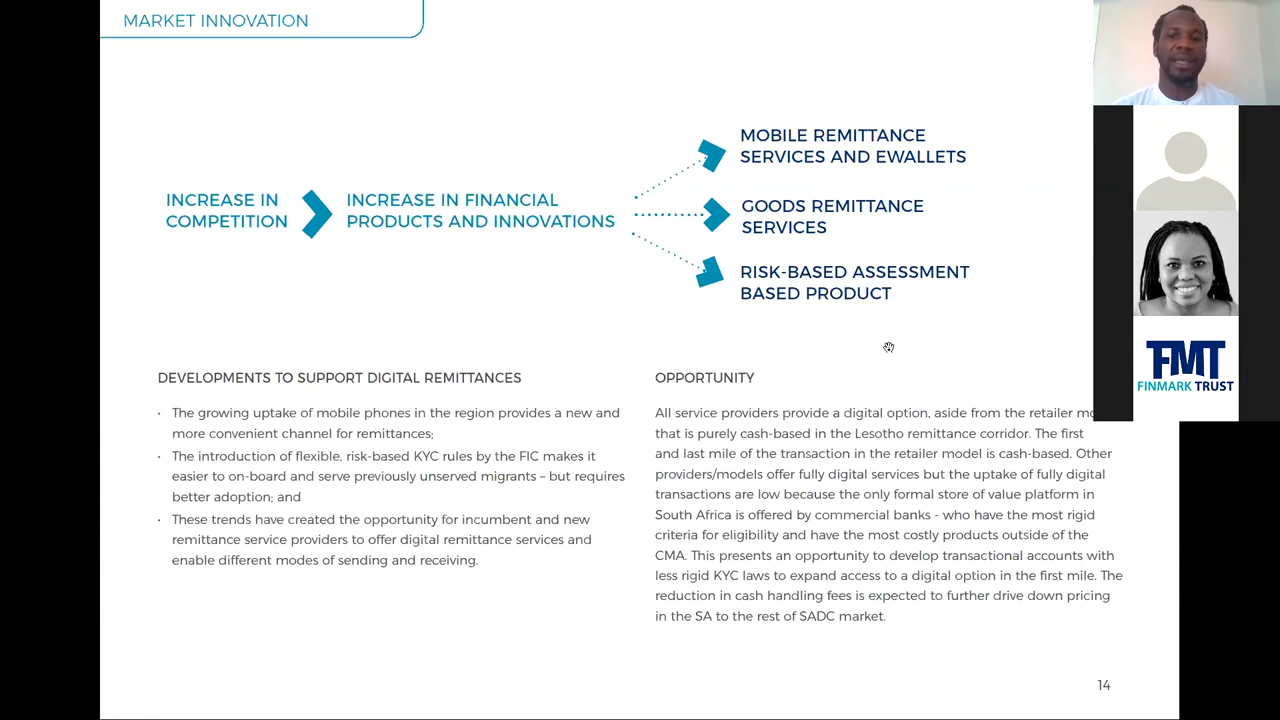 MARKET INNOVATION
INCREASE IN
COMPETITION
INCREASE IN FINANCIAL
PRODUCTS AND INNOVATIONS
MOBILE REMITTANCE
SERVICES AND EWALLETS
GOODS REMITTANCE
SERVICES
RISK-BASED ASSESSMENT
BASED PRODUCT
DEVELOPMENTS TO SUPPORT DIGITAL REMITTANCES
• The growing uptake of mobile phones in the region provides a new and
more convenient channel for remittances;
• The introduction of flexible, risk-based KYC rules by the FIC makes it
easier to on-board and serve previously unserved migrants – but requires
better adoption; and
• These trends have created the opportunity for incumbent and new
remittance service providers to offer digital remittance services and
enable different modes of sending and receiving.
OPPORTUNITY
All service providers provide a digital option, aside from the retailer
that is purely cash-based in the Lesotho remittance corridor. The first
and last mile of the transaction in the retailer model is cash-based. Other
providers/models offer fully digital services but the uptake of fully digital
transactions are low because the only formal store of value platform in
South Africa is offered by commercial banks - who have the most rigid
criteria for eligibility and have the most costly products outside of the
CMA. This presents an opportunity to develop transactional accounts with
less rigid KYC laws to expand access to a digital option in the first mile. The
reduction in cash handling fees is expected to further drive down pricing
in the SA to the rest of SADC market.
FMT
FINMARK TRUST
14